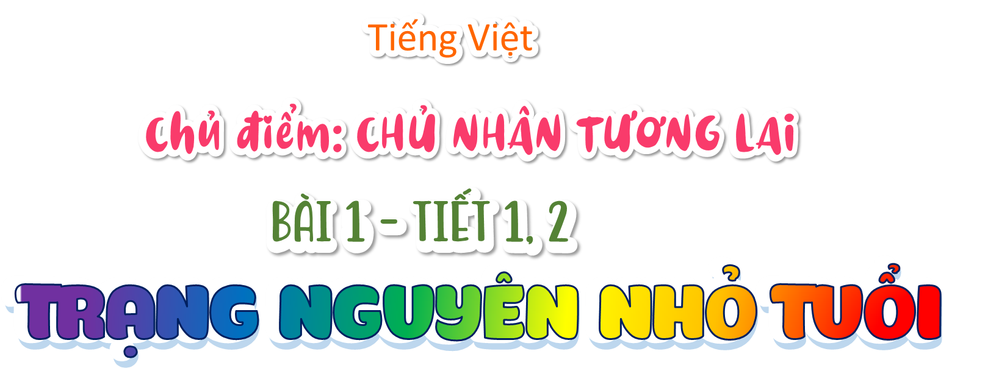 Tiếng Việt
Chủ điểm: CHỦ NHÂN TƯƠNG LAI
BÀI 1 - TIẾT 1, 2
TRẠNG NGUYÊN NHỎ TUỔI